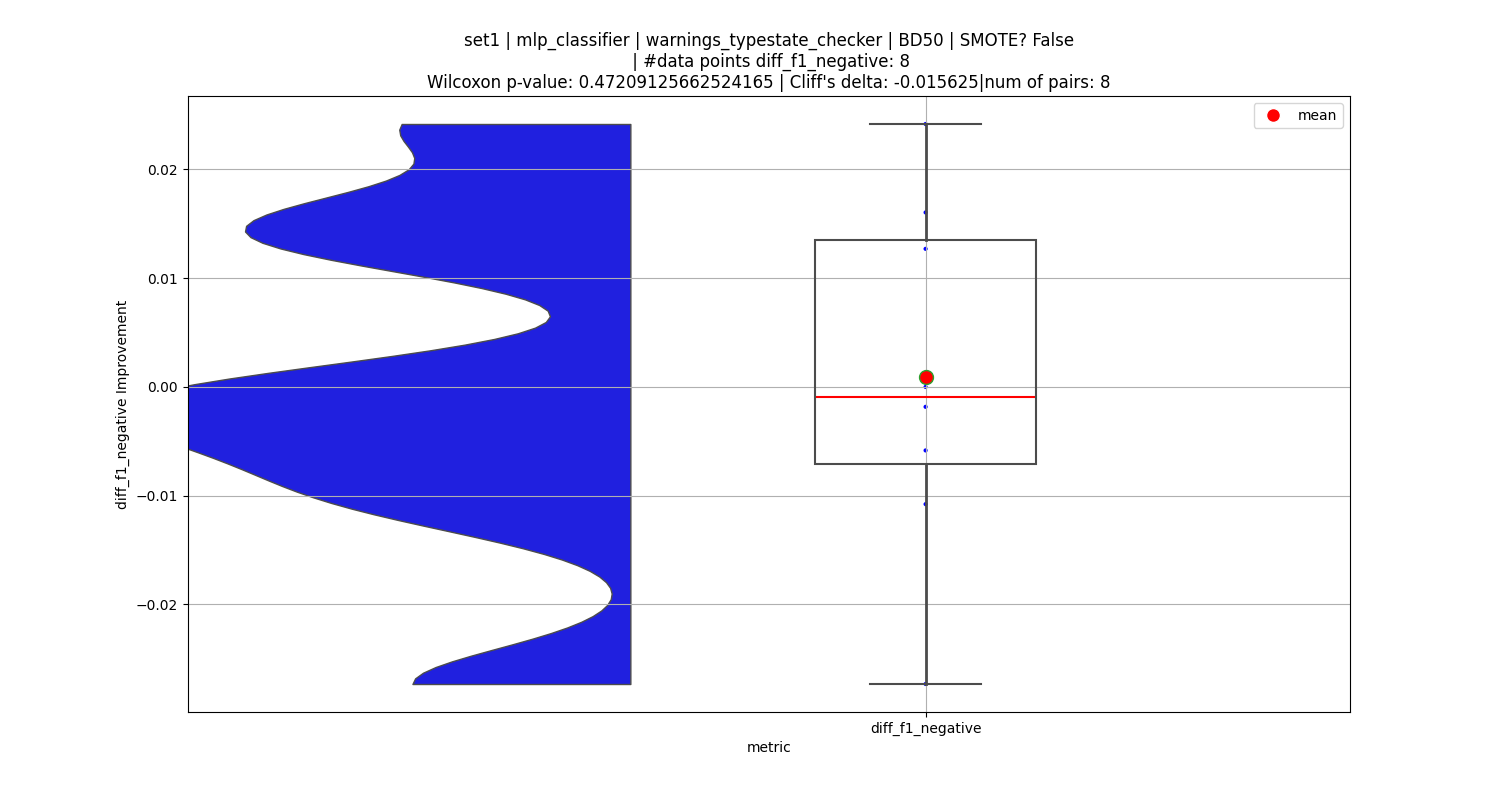 set1 | mlp_classifier | warnings_typestate_checker | BD50 | SMOTE? False
| #data points diff_f1_negative: 8
Wilcoxon p-value: 0.47209125662524165 | Cliff's delta: -0.015625|num of pairs: 8
mean
0.02
0.01
0.00
−0.01
−0.02
diff_f1_negative Improvement
diff_f1_negative
metric